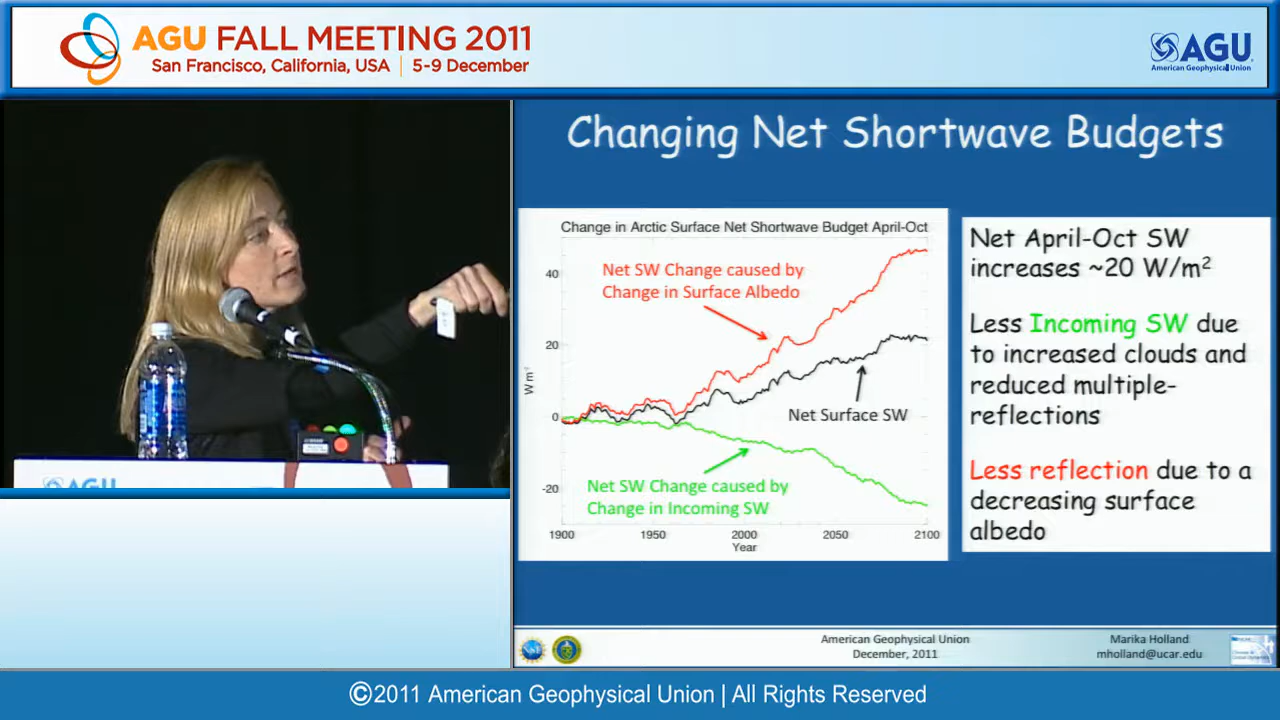 AGU FALL MEETING 2011
San Francisco, California, USA | 5-9 December
AGU
American Geophysical Union
Changing Net Shortwave Budgets
Change in Arctic Surface Net Shortwave Budget April-Oct
Net SW Change caused by
Change in Surface Albedo
Net Surface SW
Net SW Change caused by
Change in Incoming SW
40
20
0
-20
W m⁻²
1900
1950
2000
2050
2100
Year
Net April-Oct SW
increases ~20 W/m²
Less Incoming SW due
to increased clouds and
reduced multiple-
reflections
Less reflection due to a
decreasing surface
albedo
AGU
NSF
American Geophysical Union
December, 2011
Marika Holland
mholland@ucar.edu
©2011 American Geophysical Union | All Rights Reserved